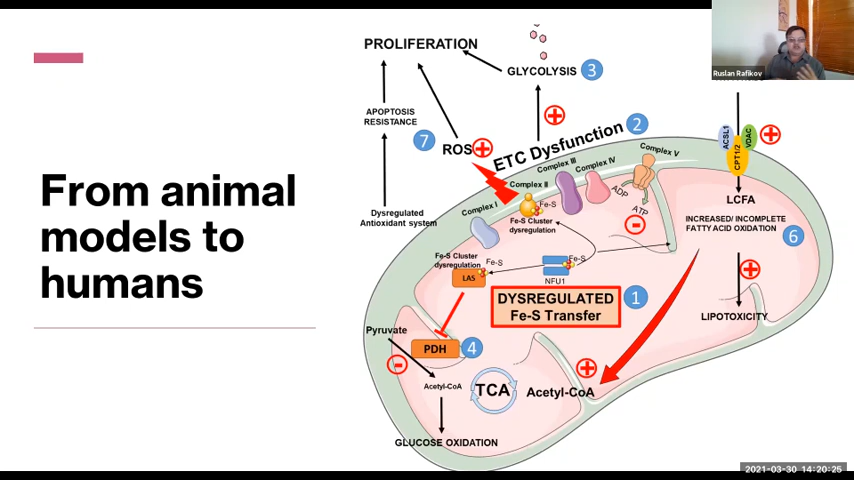 From animal
models to
humans
PROLIFERATION
GLYCOLYSIS
3
APOPTOSIS
RESISTANCE
7
ROS
ETC Dysfunction
2
Dysregulated
Antioxidant system
Complex I
Complex II
Complex III
Complex IV
Complex V
Fe-S
Fe-S Cluster
dysregulation
ADP
ATP
Fe-S Cluster
dysregulation
Fe-S
LAS
Fe-S
NFU1
DYSREGULATED
Fe-S Transfer
1
Pyruvate
PDH
4
Acetyl-CoA
TCA
Acetyl-CoA
GLUCOSE OXIDATION
ACSL1
CPT1/2
VDAC
LCFA
INCREASED/ INCOMPLETE
FATTY ACID OXIDATION
6
LIPOTOXICITY
Ruslan Rafikov
2021-03-30 14:20:25